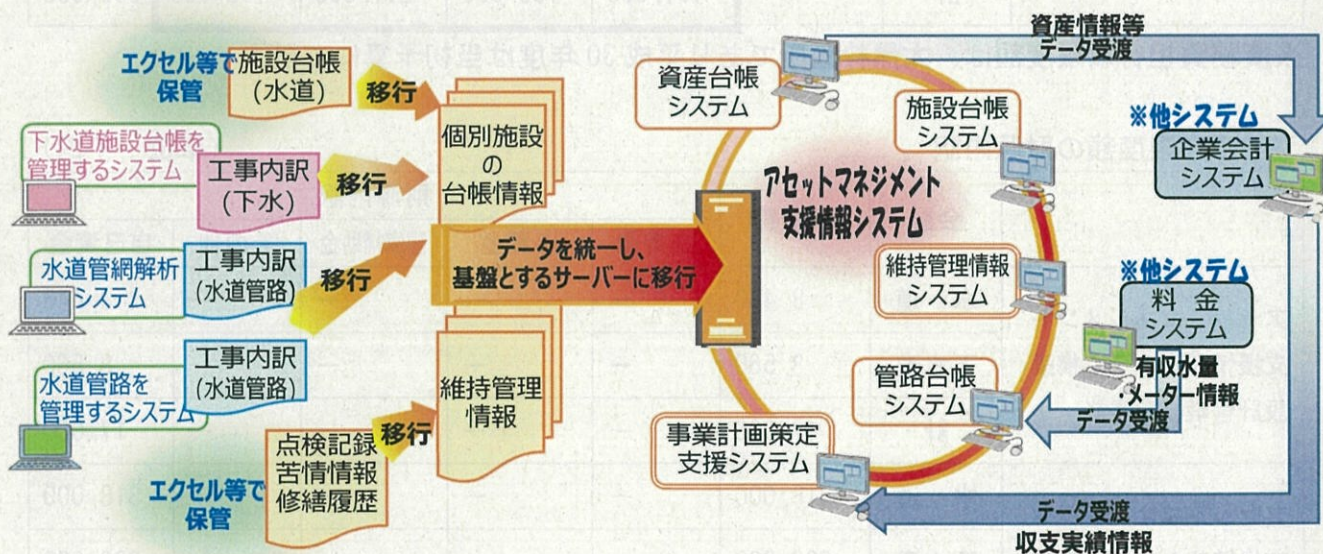 エクセル等で
保管
施設台帳
(水道)
移行
下水道施設台帳を
管理するシステム
工事内訳
(下水)
移行
水道管網解析
システム
工事内訳
(水道管路)
移行
水道管路を
管理するシステム
工事内訳
(水道管路)
エクセル等で
保管
点検記録
苦情情報
修繕履歴
移行
個別施設
の
台帳情報
データを統一し、
基盤とするサーバーに移行
維持管理
情報
資産台帳
システム
施設台帳
システム
アセットマネジメント
支援情報システム
維持管理情報
システム
管路台帳
システム
事業計画策定
支援システム
資産情報等
データ受渡
※他システム
企業会計
システム
※他システム
料金
システム
有収水量
・メーター情報
データ受渡
データ受渡
収支実績情報